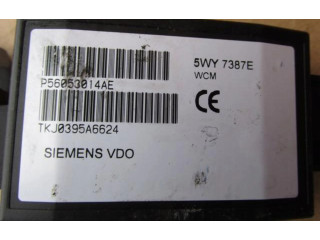 5WY 7387E
WCM
P56053014AE
CE
TKJ0395A6624
SIEMENS VDO